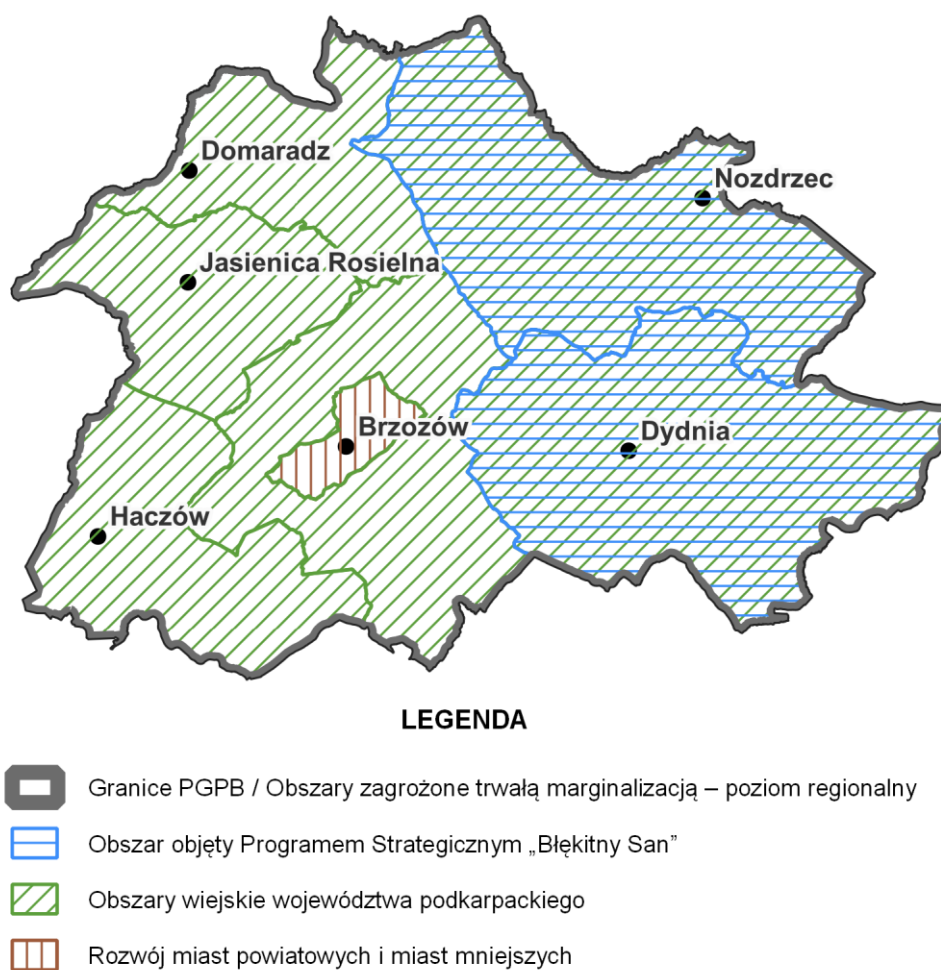 Domaradz
Nozdrzec
Jasienica Rosielna
Brzozów
Dydnia
Haczów
LEGENDA
Granice PGPB / Obszary zagrożone trwałą marginalizacją – poziom regionalny
Obszar objęty Programem Strategicznym „Błękitny San”
Obszary wiejskie województwa podkarpackiego
Rozwój miast powiatowych i miast mniejszych